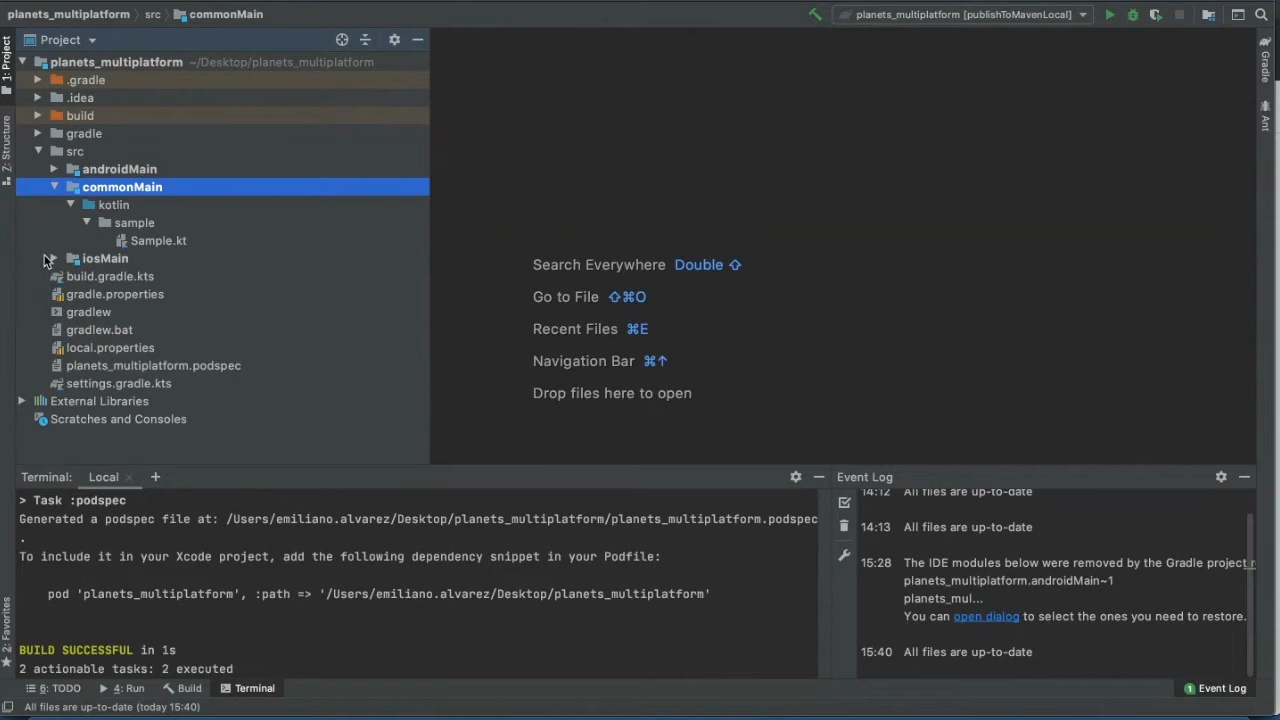 planets_multiplatform › src › commonMain
planets_multiplatform [publishToMavenLocal]
1: Project
Z: Structure
2: Favorites
Project
planets_multiplatform ~/Desktop/planets_multiplatform
.gradle
.idea
build
gradle
src
androidMain
commonMain
kotlin
sample
Sample.kt
iosMain
build.gradle.kts
gradle.properties
gradlew
gradlew.bat
local.properties
planets_multiplatform.podspec
settings.gradle.kts
External Libraries
Scratches and Consoles
Search Everywhere Double ⇧
Go to File ⇧⌘O
Recent Files ⌘E
Navigation Bar ⌘↑
Drop files here to open
Gradle
Ant
Terminal: Local × +
> Task :podspec
Generated a podspec file at: /Users/emiliano.alvarez/Desktop/planets_multiplatform/planets_multiplatform.podspec
.
To include it in your Xcode project, add the following dependency snippet in your Podfile:
pod 'planets_multiplatform', :path => '/Users/emiliano.alvarez/Desktop/planets_multiplatform'
BUILD SUCCESSFUL in 1s
2 actionable tasks: 2 executed
Event Log
14:12 All files are up-to-date
14:13 All files are up-to-date
15:28 The IDE modules below were removed by the Gradle project
planets_multiplatform.androidMain~1
planets_mul...
You can open dialog to select the ones you need to restore.
15:40 All files are up-to-date
6: TODO
4: Run
Build
Terminal
1 Event Log
All files are up-to-date (today 15:40)